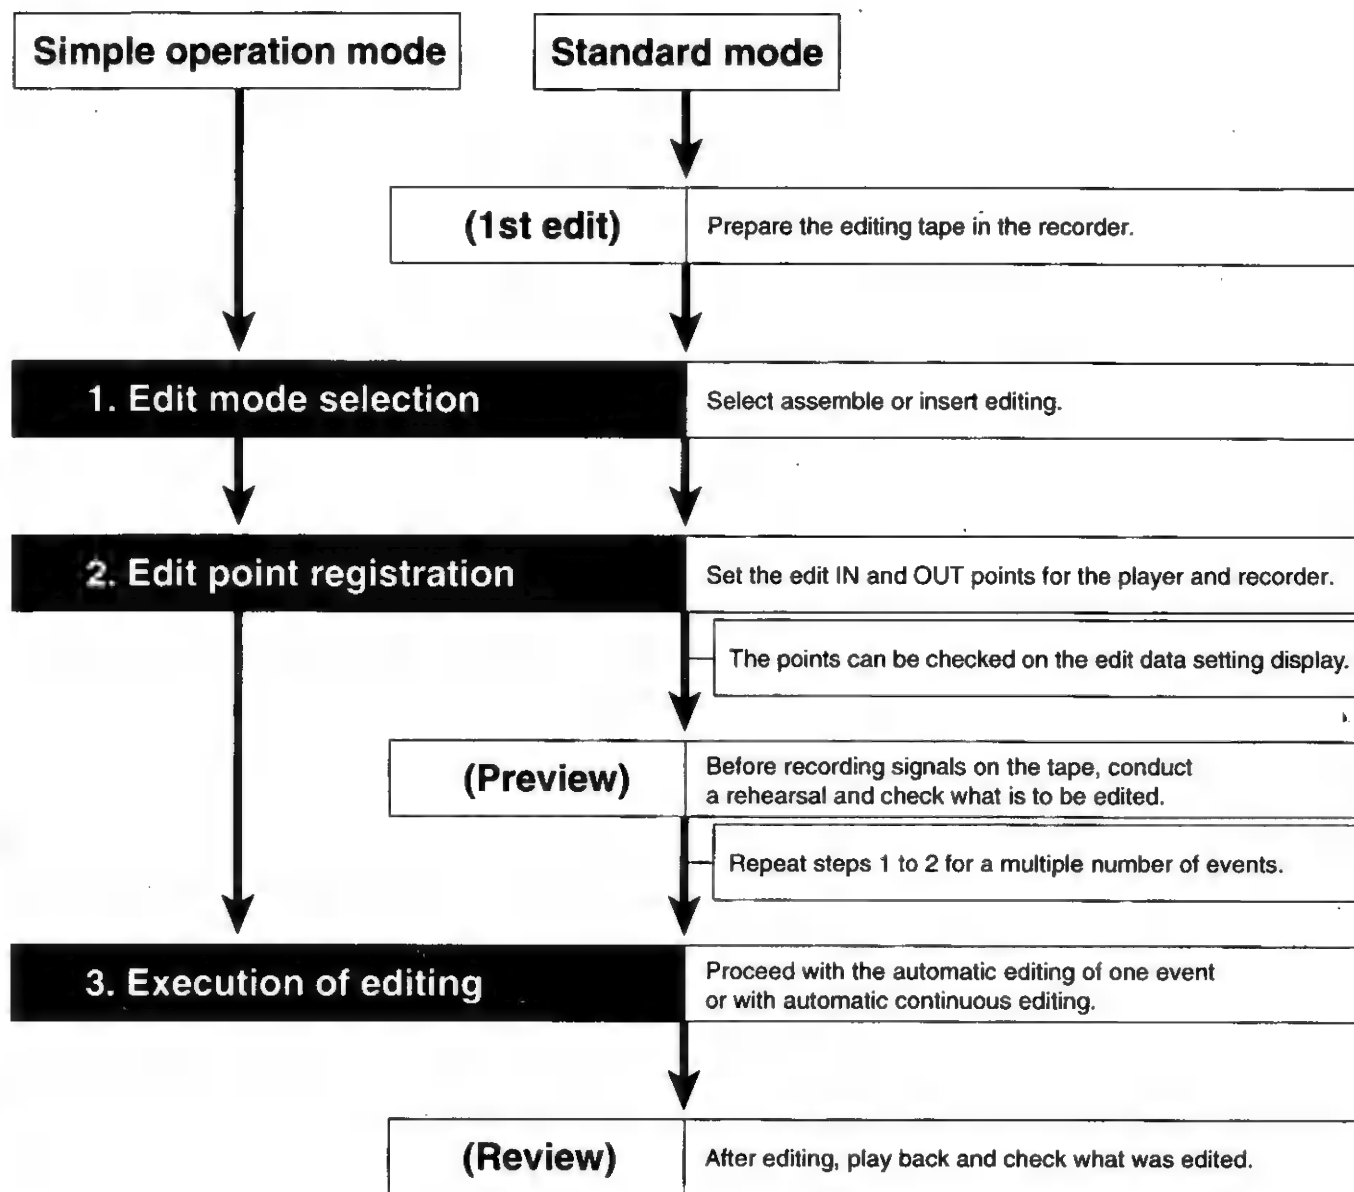 Simple operation mode
Standard mode
(1st edit)
Prepare the editing tape in the recorder.
1. Edit mode selection
Select assemble or insert editing.
2. Edit point registration
Set the edit IN and OUT points for the player and recorder.
The points can be checked on the edit data setting display.
(Preview)
Before recording signals on the tape, conduct
a rehearsal and check what is to be edited.
Repeat steps 1 to 2 for a multiple number of events.
3. Execution of editing
Proceed with the automatic editing of one event
or with automatic continuous editing.
(Review)
After editing, play back and check what was edited.